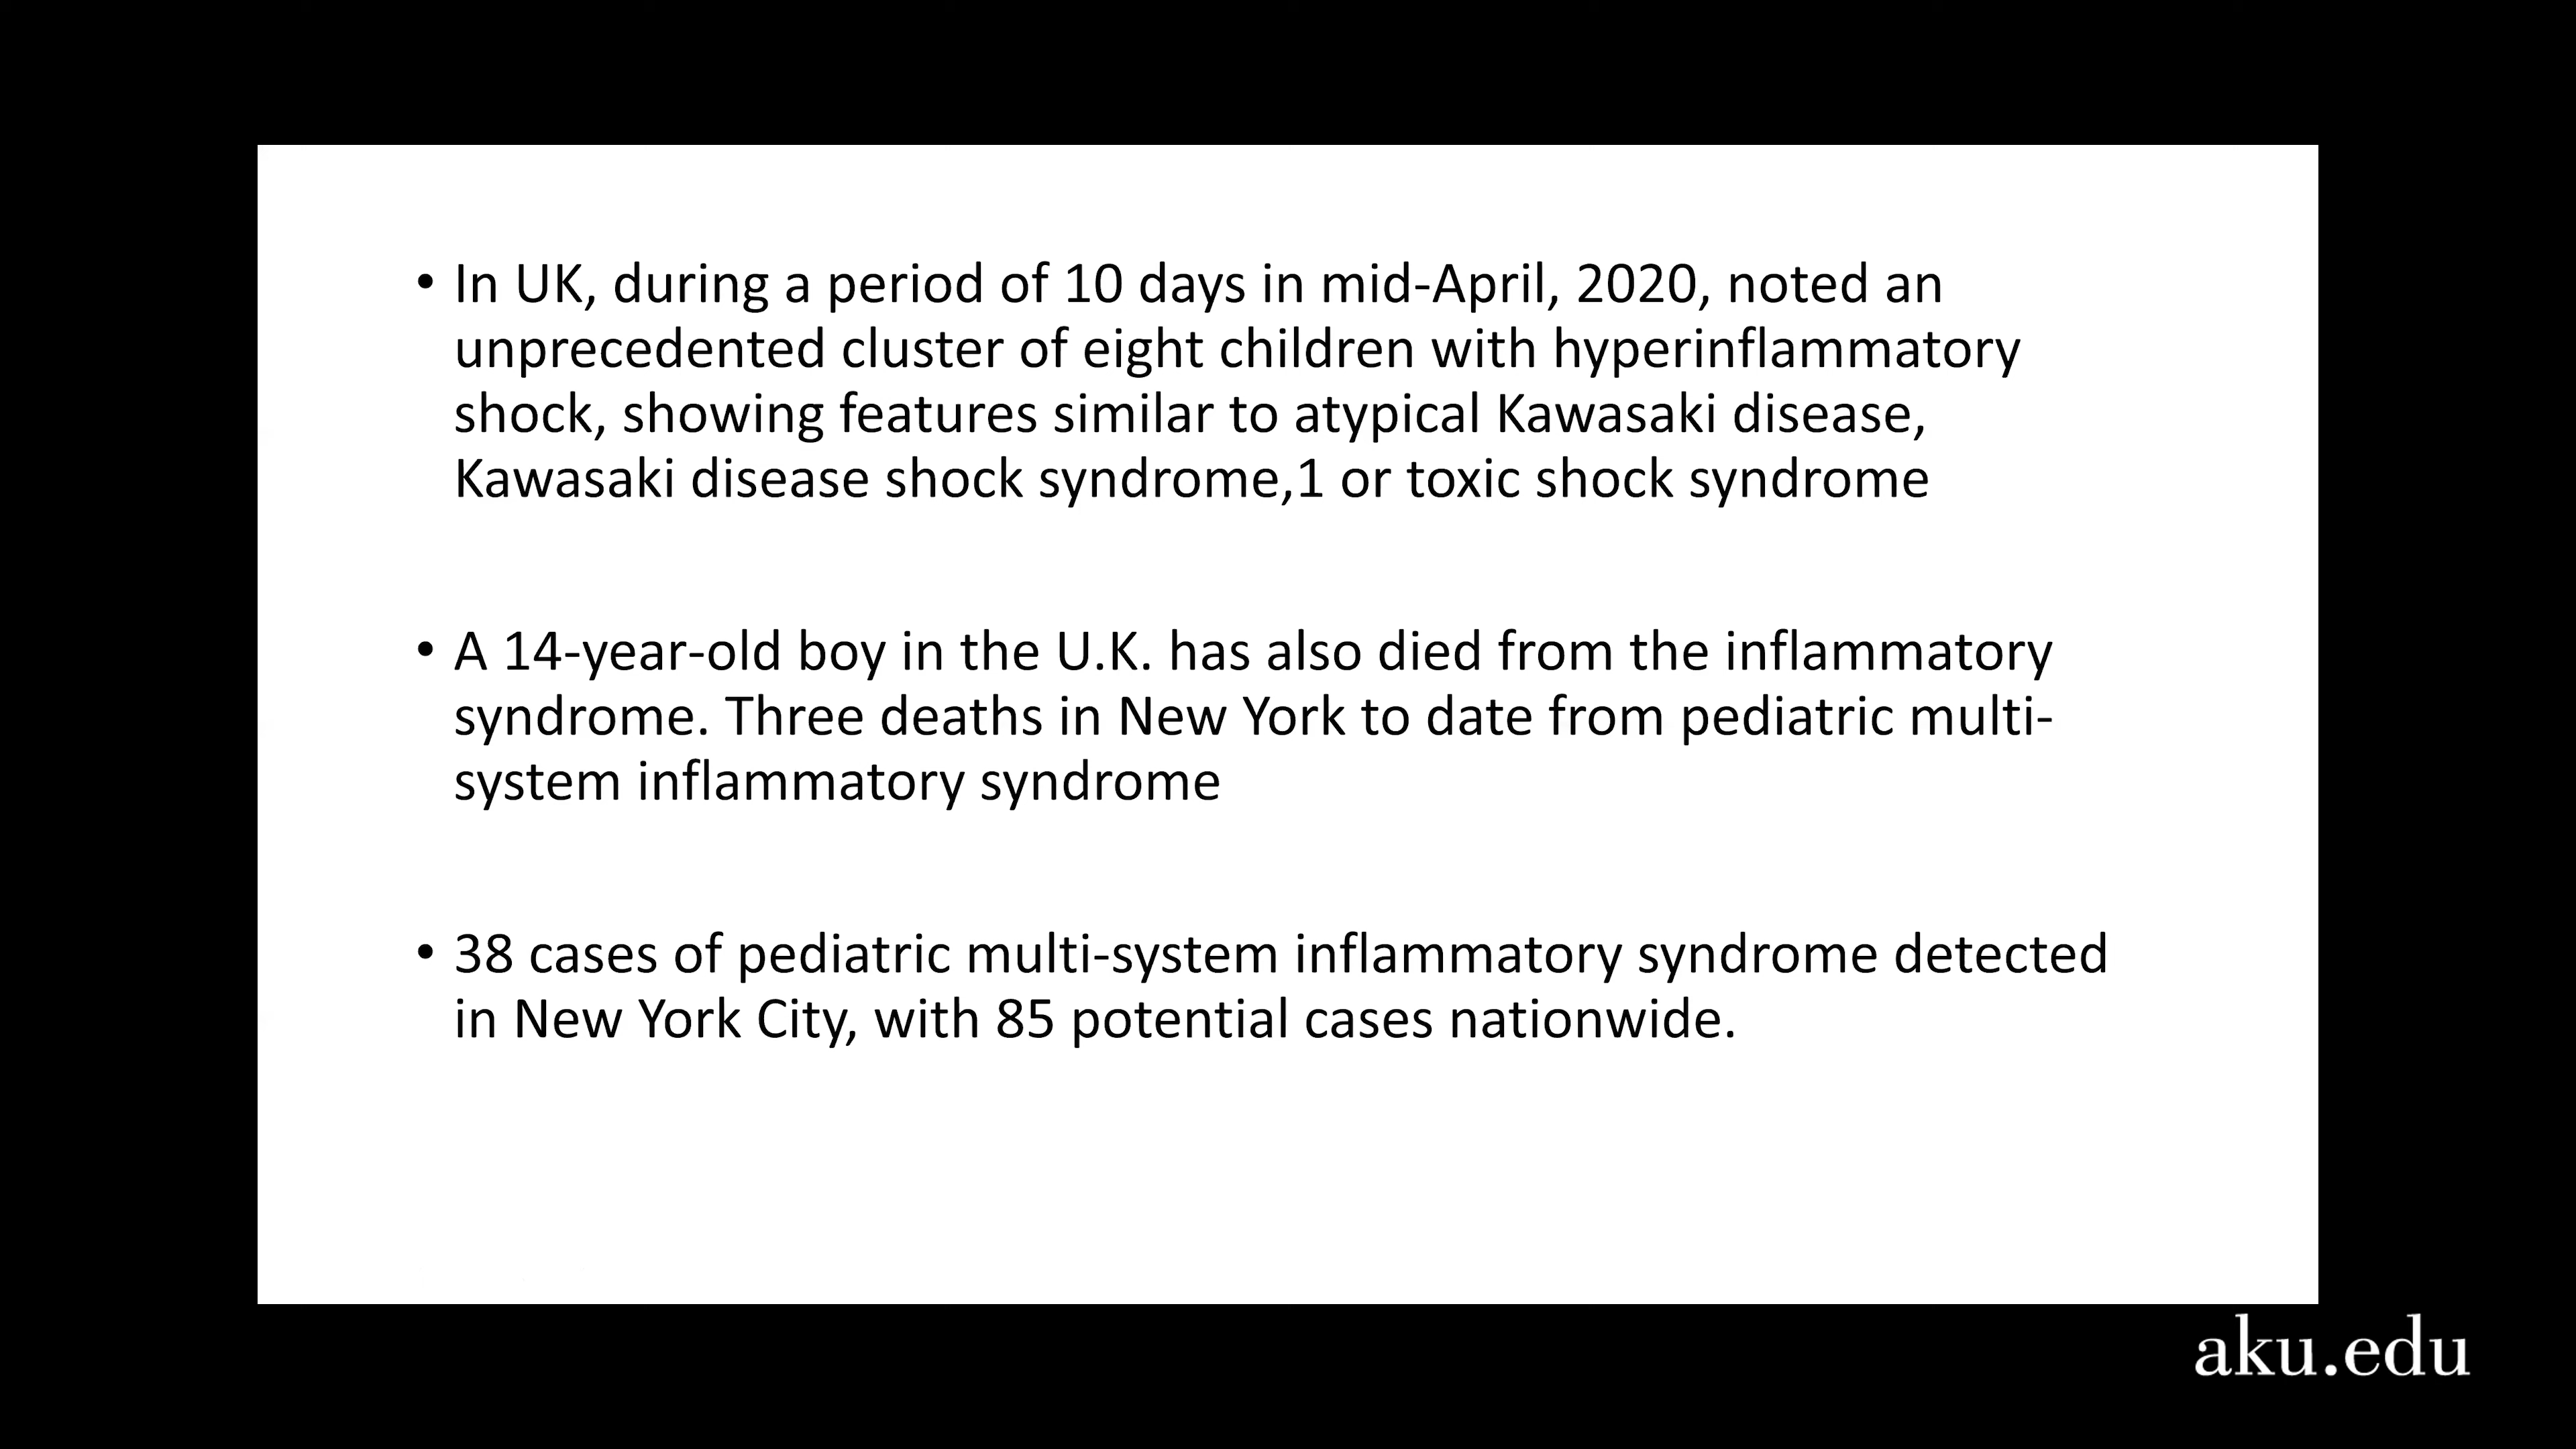 • In UK, during a period of 10 days in mid-April, 2020, noted an
unprecedented cluster of eight children with hyperinflammatory
shock, showing features similar to atypical Kawasaki disease,
Kawasaki disease shock syndrome,1 or toxic shock syndrome
• A 14-year-old boy in the U.K. has also died from the inflammatory
syndrome. Three deaths in New York to date from pediatric multi-
system inflammatory syndrome
• 38 cases of pediatric multi-system inflammatory syndrome detected
in New York City, with 85 potential cases nationwide.
aku.edu